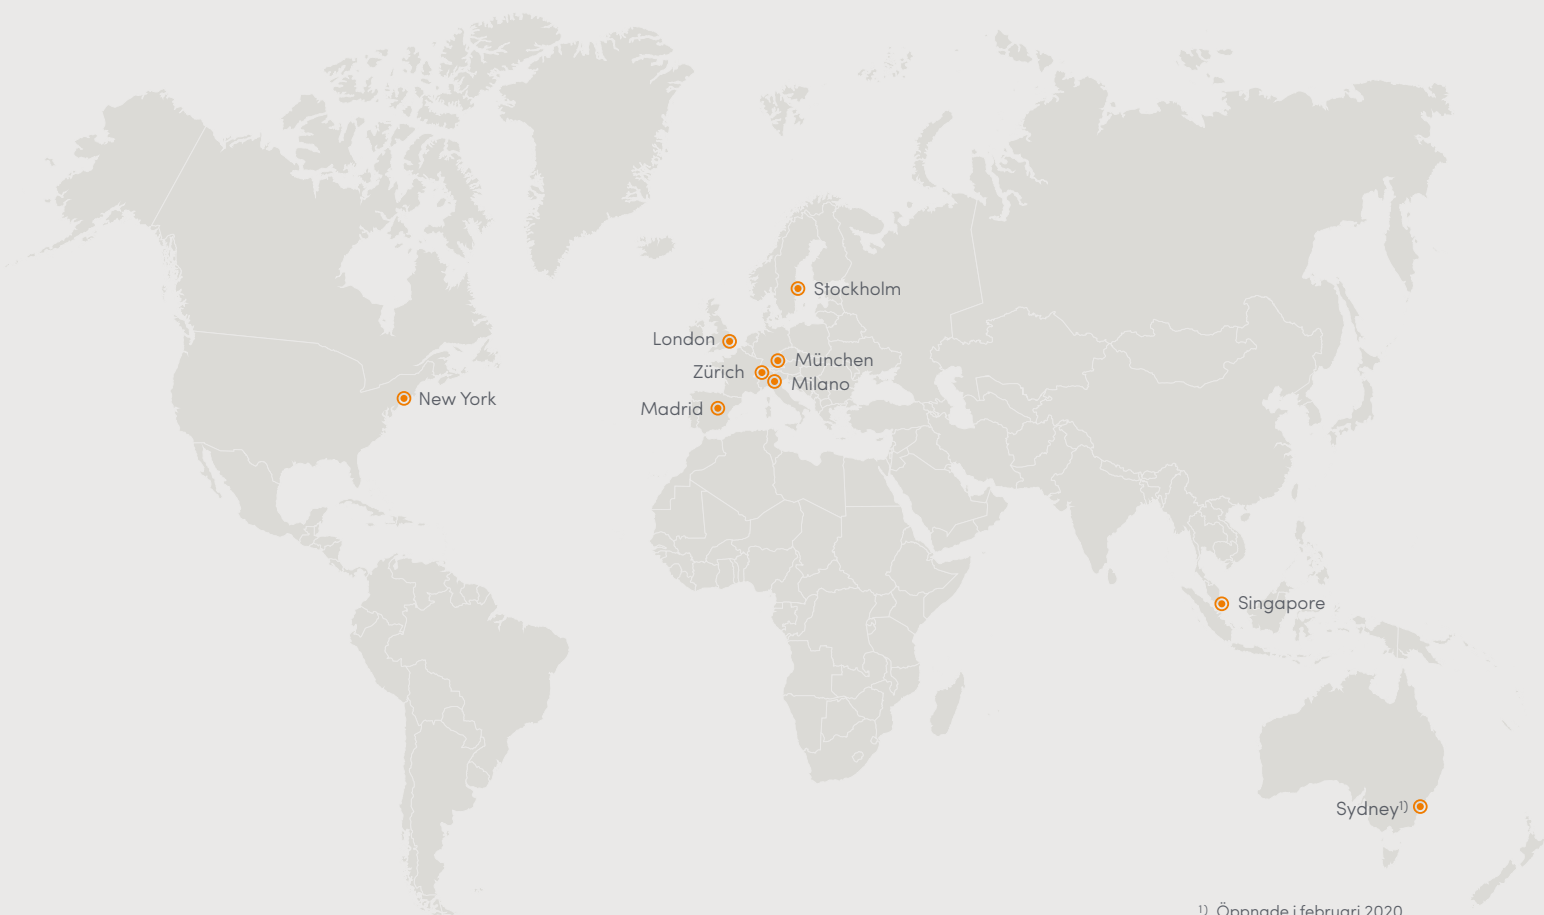 Stockholm
London
München
Zürich
Milano
New York
Madrid
Singapore
Sydney¹⁾
¹⁾ Öppnade i februari 2020